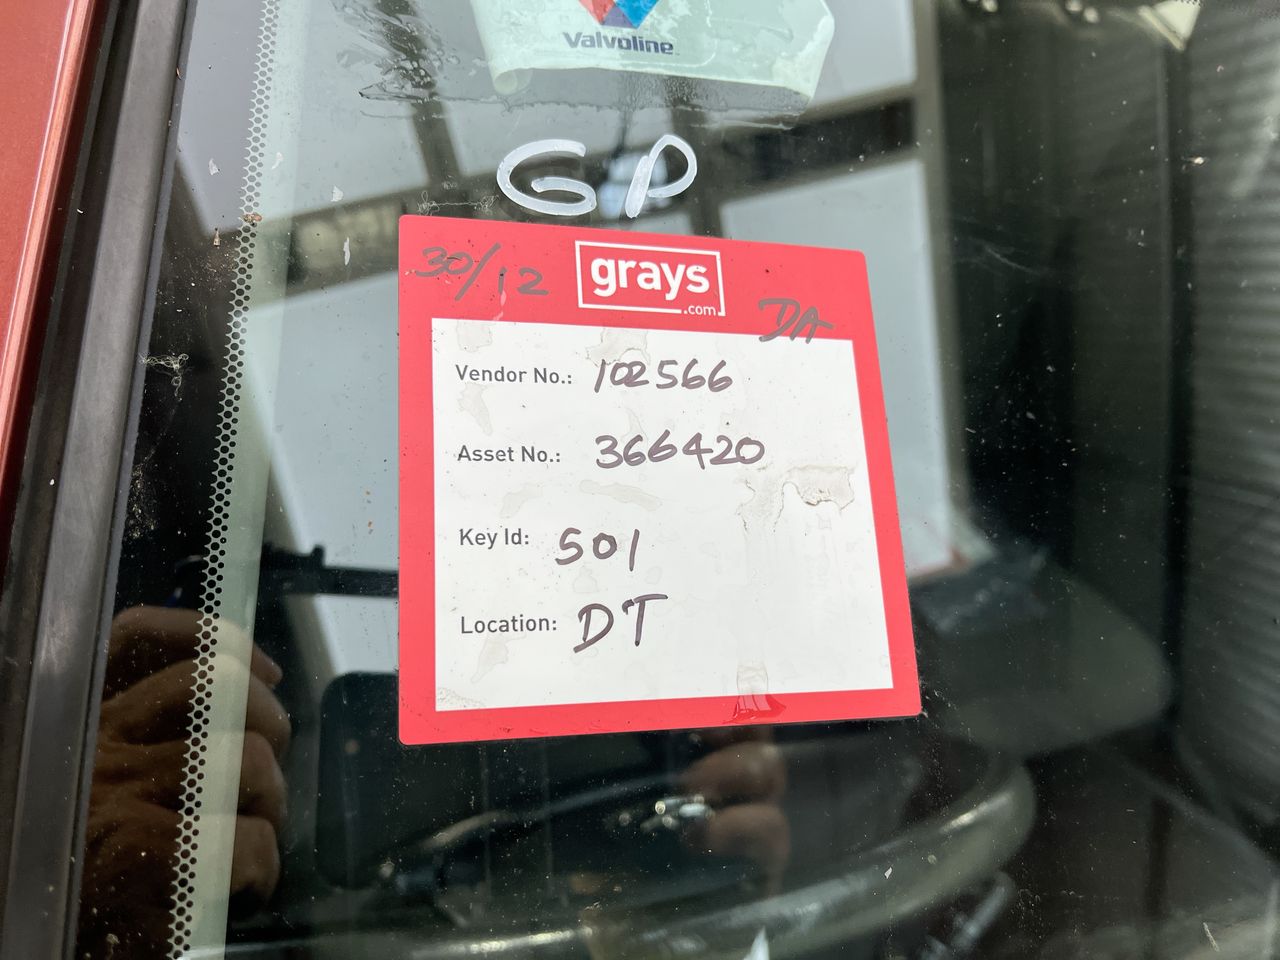 Valvoline
GP
30/12
grays
.com
DA
Vendor No.: 102566
Asset No.: 366420
Key Id: 501
Location: DT